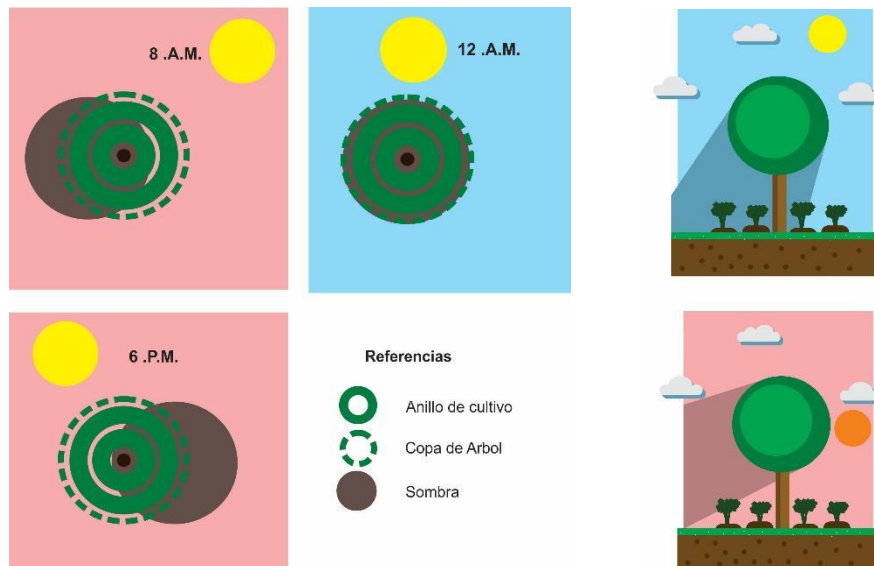 8 .A.M.
12 .A.M.
6 .P.M.
Referencias
Anillo de cultivo
Copa de Arbol
Sombra